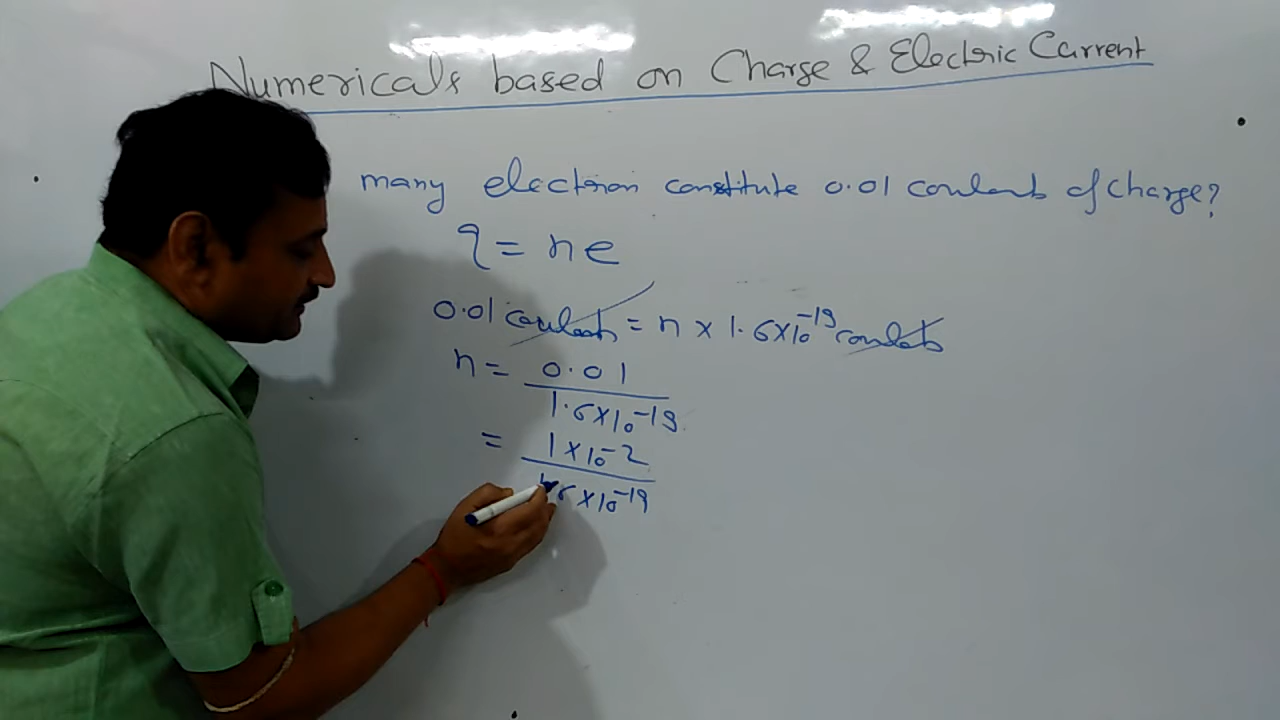 Numericals based on Charge & Electric Current
many electron constitute 0.01 coulomb of charge?
q = ne
0.01 coulomb = n × 1.6×10⁻¹⁹ coulomb
n = 0.01
1.6×10⁻¹⁹
= 1×10⁻²
×10⁻¹⁹